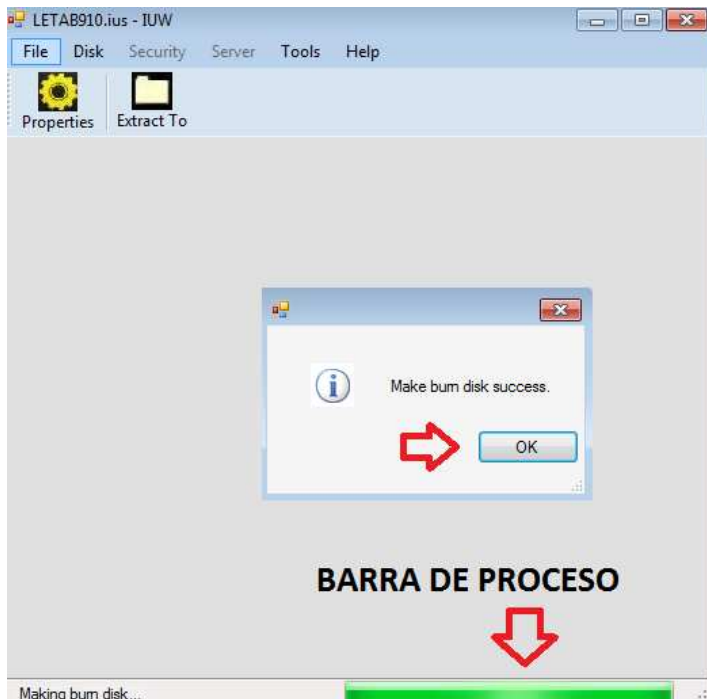 LETAB910.ius - IUW
File Disk Security Server Tools Help
Properties Extract To
Make burn disk success.
OK
BARRA DE PROCESO
Making burn disk...